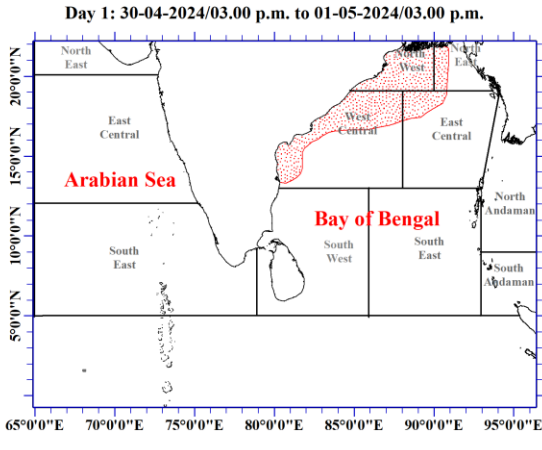 Day 1: 30-04-2024/03.00 p.m. to 01-05-2024/03.00 p.m.
North
East
North
West
North
East
20°0'0"N
East
Central
West
Central
East
Central
15°0'0"N
Arabian Sea
North
Andaman
Bay of Bengal
10°0'0"N
South
East
South
West
South
East
South
Andaman
5°0'0"N
65°0'0"E 70°0'0"E 75°0'0"E 80°0'0"E 85°0'0"E 90°0'0"E 95°0'0"E